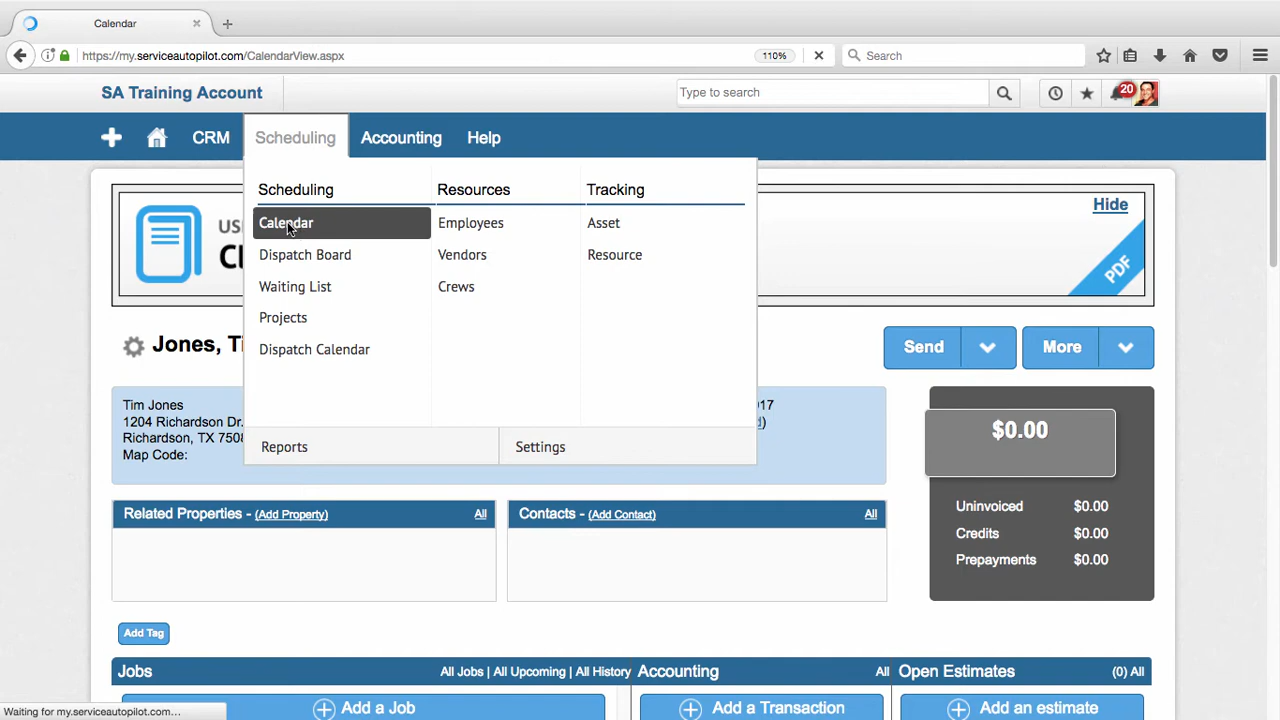 Calendar
https://my.serviceautopilot.com/CalendarView.aspx
110%
Search
SA Training Account
Type to search
20
CRM
Scheduling
Accounting
Help
Scheduling
Resources
Tracking
Calendar
Employees
Asset
Dispatch Board
Vendors
Resource
Waiting List
Crews
Projects
Dispatch Calendar
Reports
Settings
Hide
PDF
Send
More
Tim Jones
1204 Richardson Dr.
Richardson, TX
Map Code:
$0.00
Uninvoiced $0.00
Credits $0.00
Prepayments $0.00
Related Properties - (Add Property) All
Contacts - (Add Contact) All
Add Tag
Jobs All Jobs | All Upcoming | All History
Accounting All
Open Estimates (0) All
Add a Job
Add a Transaction
Add an estimate
Waiting for my.serviceautopilot.com...